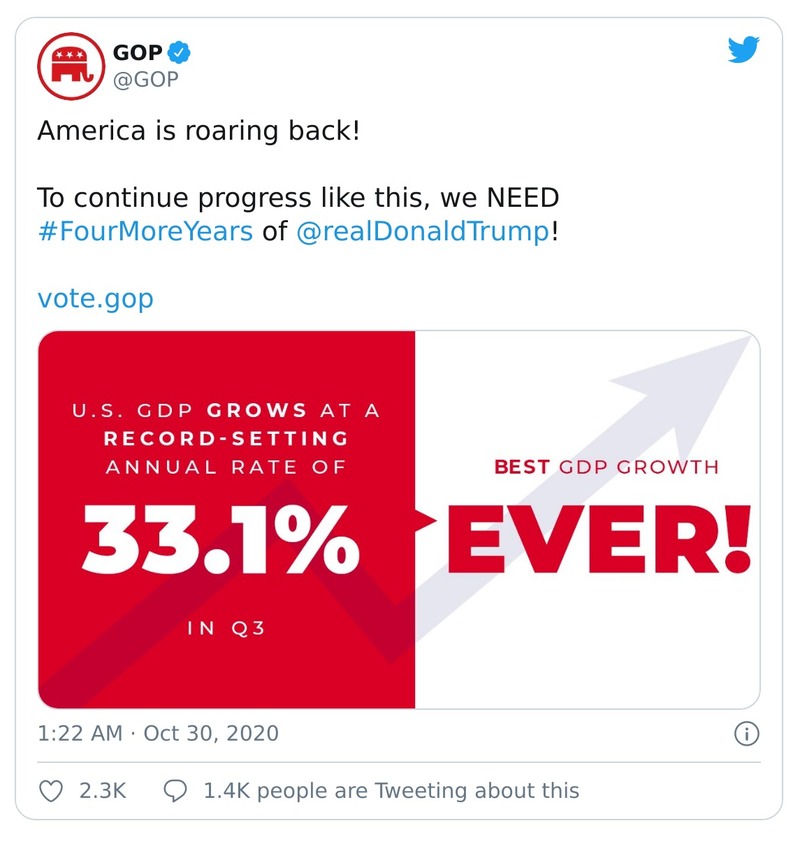 GOP
@GOP
America is roaring back!
To continue progress like this, we NEED
#FourMoreYears of @realDonaldTrump!
vote.gop
U.S. GDP GROWS AT A
RECORD-SETTING
ANNUAL RATE OF
33.1%
IN Q3
BEST GDP GROWTH
EVER!
1:22 AM · Oct 30, 2020
2.3K 1.4K people are Tweeting about this